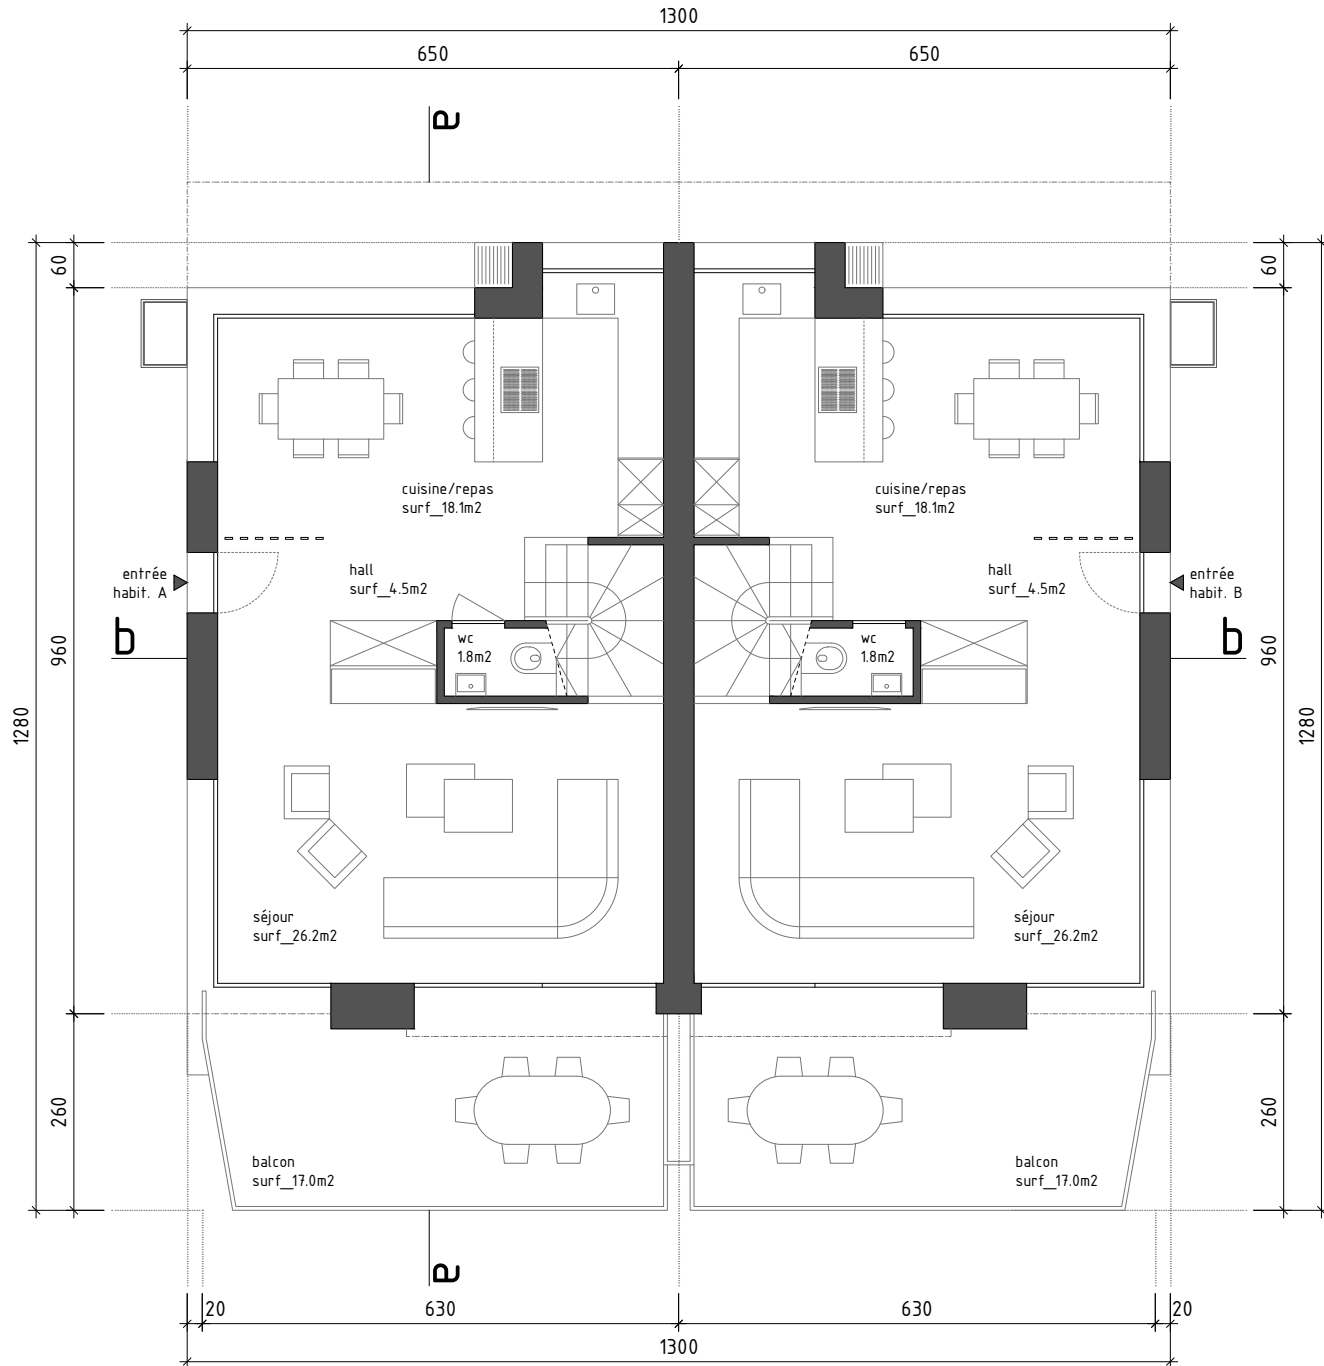 1300
650
650
a
60
60
cuisine/repas
surf_18.1m2
cuisine/repas
surf_18.1m2
entrée
habit. A
hall
surf_4.5m2
hall
surf_4.5m2
entrée
habit. B
b
wc
1.8m2
wc
1.8m2
b
960
960
1280
1280
séjour
surf_26.2m2
séjour
surf_26.2m2
260
260
balcon
surf_17.0m2
balcon
surf_17.0m2
a
20
630
630
20
1300